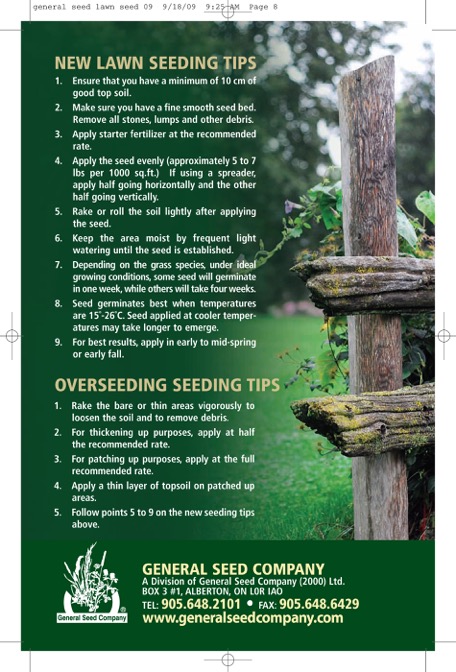 general seed lawn seed 09 9/18/09 9:25 AM Page 8
NEW LAWN SEEDING TIPS
1. Ensure that you have a minimum of 10 cm of
good top soil.
2. Make sure you have a fine smooth seed bed.
Remove all stones, lumps and other debris.
3. Apply starter fertilizer at the recommended
rate.
4. Apply the seed evenly (approximately 5 to 7
lbs per 1000 sq.ft.) If using a spreader,
apply half going horizontally and the other
half going vertically.
5. Rake or roll the soil lightly after applying
the seed.
6. Keep the area moist by frequent light
watering until the seed is established.
7. Depending on the grass species, under ideal
growing conditions, some seed will germinate
in one week, while others will take four weeks.
8. Seed germinates best when temperatures
are 15˚-26˚C. Seed applied at cooler temper-
atures may take longer to emerge.
9. For best results, apply in early to mid-spring
or early fall.
OVERSEEDING SEEDING TIPS
1. Rake the bare or thin areas vigorously to
loosen the soil and to remove debris.
2. For thickening up purposes, apply at half
the recommended rate.
3. For patching up purposes, apply at the full
recommended rate.
4. Apply a thin layer of topsoil on patched up
areas.
5. Follow points 5 to 9 on the new seeding tips
above.
General Seed Company ®
GENERAL SEED COMPANY
A Division of General Seed Company (2000) Ltd.
BOX 3 #1, ALBERTON, ON L0R IAO
TEL: 905.648.2101 • FAX: 905.648.6429
www.generalseedcompany.com